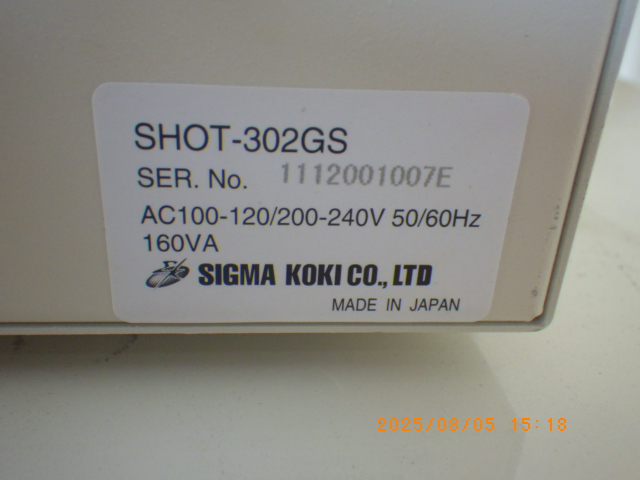 SHOT-302GS
SER. No. 1112001007E
AC100-120/200-240V 50/60Hz
160VA
SIGMA KOKI CO., LTD
MADE IN JAPAN
2025/08/05 15:18